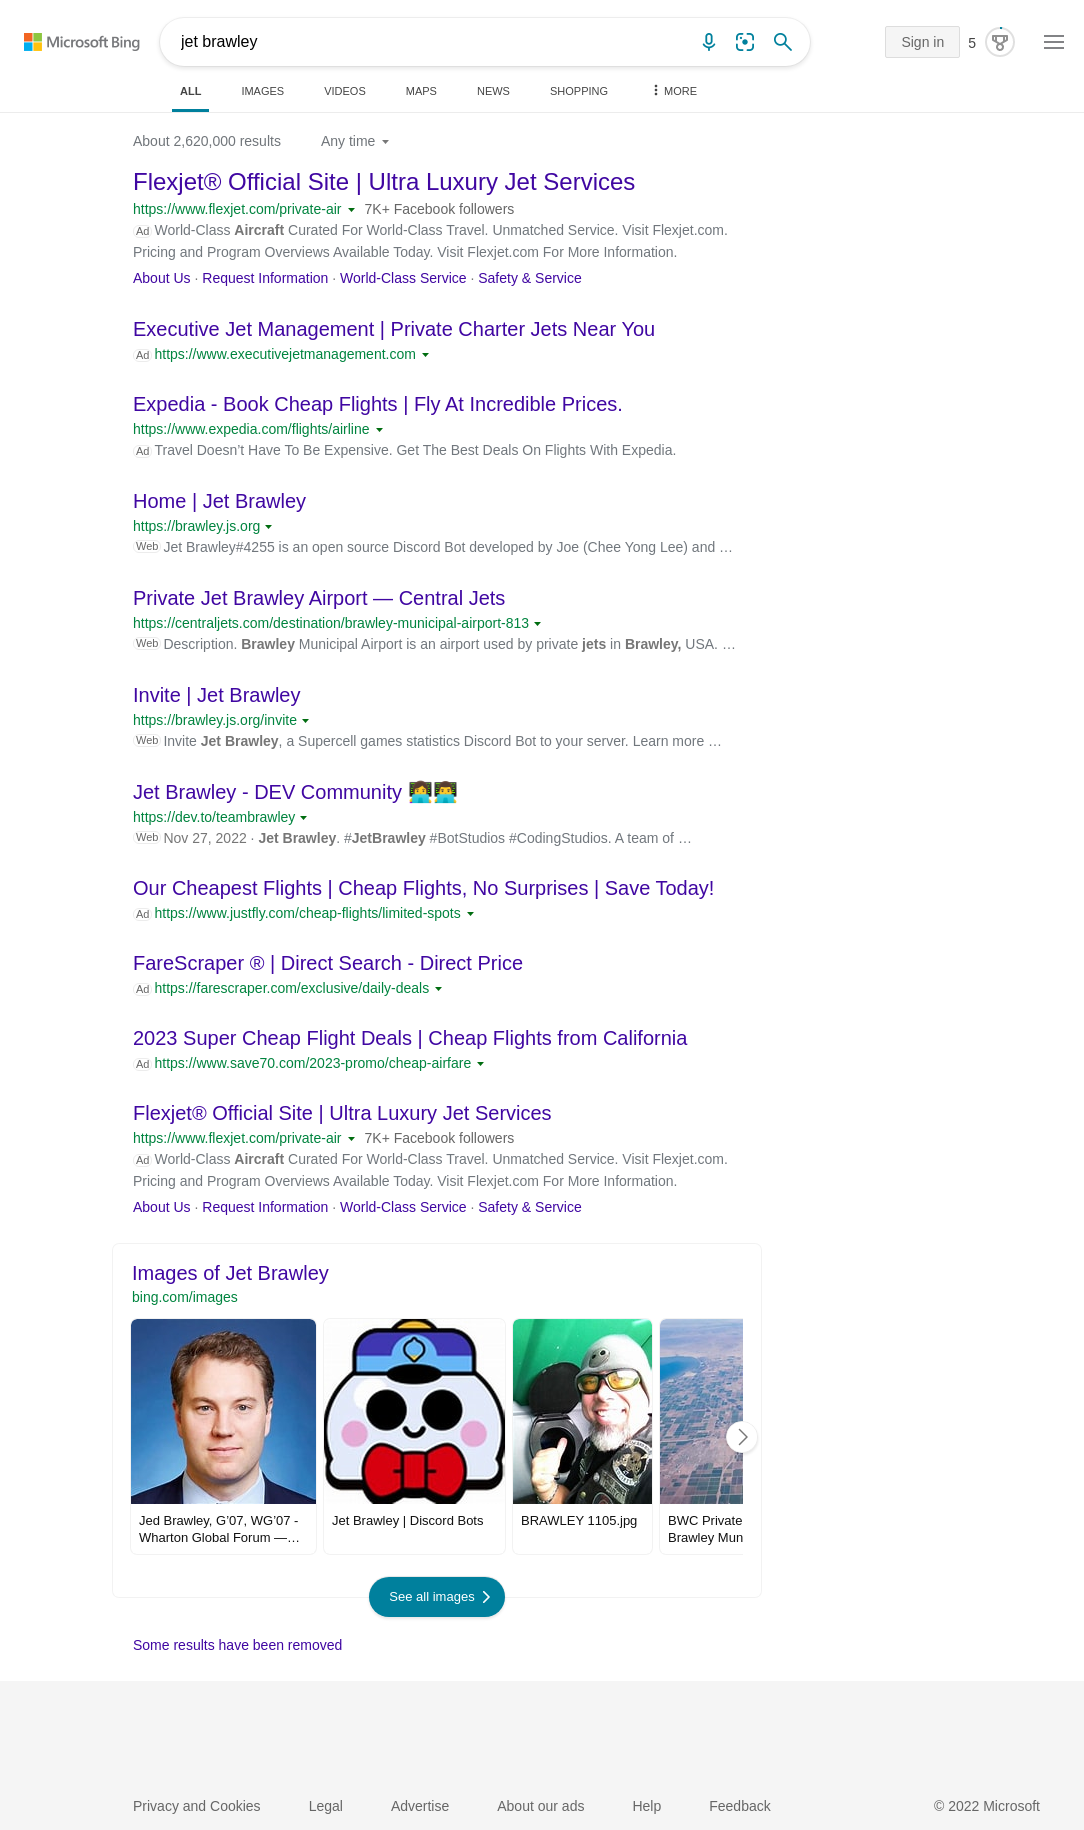 Microsoft Bing
jet brawley
Sign in
5
ALL
IMAGES
VIDEOS
MAPS
NEWS
SHOPPING
MORE
About 2,620,000 results
Any time
Flexjet® Official Site | Ultra Luxury Jet Services
https://www.flexjet.com/private-air 7K+ Facebook followers
Ad World-Class Aircraft Curated For World-Class Travel. Unmatched Service. Visit Flexjet.com.
Pricing and Program Overviews Available Today. Visit Flexjet.com For More Information.
About Us · Request Information · World-Class Service · Safety & Service
Executive Jet Management | Private Charter Jets Near You
Ad https://www.executivejetmanagement.com
Expedia - Book Cheap Flights | Fly At Incredible Prices.
https://www.expedia.com/flights/airline
Ad Travel Doesn’t Have To Be Expensive. Get The Best Deals On Flights With Expedia.
Home | Jet Brawley
https://brawley.js.org
Web Jet Brawley#4255 is an open source Discord Bot developed by Joe (Chee Yong Lee) and …
Private Jet Brawley Airport — Central Jets
https://centraljets.com/destination/brawley-municipal-airport-813
Web Description. Brawley Municipal Airport is an airport used by private jets in Brawley, USA. …
Invite | Jet Brawley
https://brawley.js.org/invite
Web Invite Jet Brawley, a Supercell games statistics Discord Bot to your server. Learn more …
Jet Brawley - DEV Community 👩‍💻👨‍💻
https://dev.to/teambrawley
Web Nov 27, 2022 · Jet Brawley. #JetBrawley #BotStudios #CodingStudios. A team of …
Our Cheapest Flights | Cheap Flights, No Surprises | Save Today!
Ad https://www.justfly.com/cheap-flights/limited-spots
FareScraper ® | Direct Search - Direct Price
Ad https://farescraper.com/exclusive/daily-deals
2023 Super Cheap Flight Deals | Cheap Flights from California
Ad https://www.save70.com/2023-promo/cheap-airfare
Flexjet® Official Site | Ultra Luxury Jet Services
https://www.flexjet.com/private-air 7K+ Facebook followers
Ad World-Class Aircraft Curated For World-Class Travel. Unmatched Service. Visit Flexjet.com.
Pricing and Program Overviews Available Today. Visit Flexjet.com For More Information.
About Us · Request Information · World-Class Service · Safety & Service
Images of Jet Brawley
bing.com/images
Jed Brawley, G’07, WG’07 -
Wharton Global Forum —…
Jet Brawley | Discord Bots
BRAWLEY 1105.jpg
BWC Private
Brawley Mun
See all images
Some results have been removed
Privacy and Cookies
Legal
Advertise
About our ads
Help
Feedback
© 2022 Microsoft